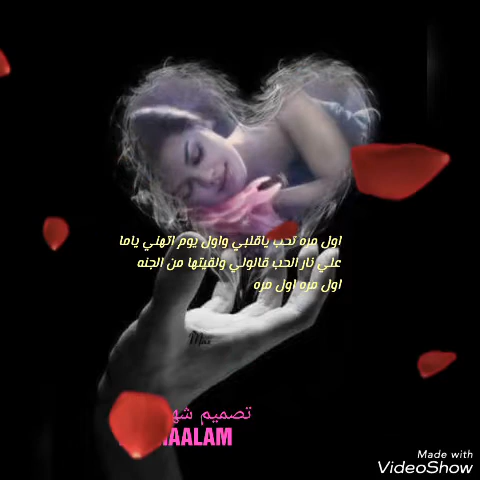 اول مره تحب ياقلبي واول يوم اتهني ياما
علي نار الحب قالولي ولقيتها من الجنه
اول مره اول مره
Max
تصميم
Made with
VideoShow